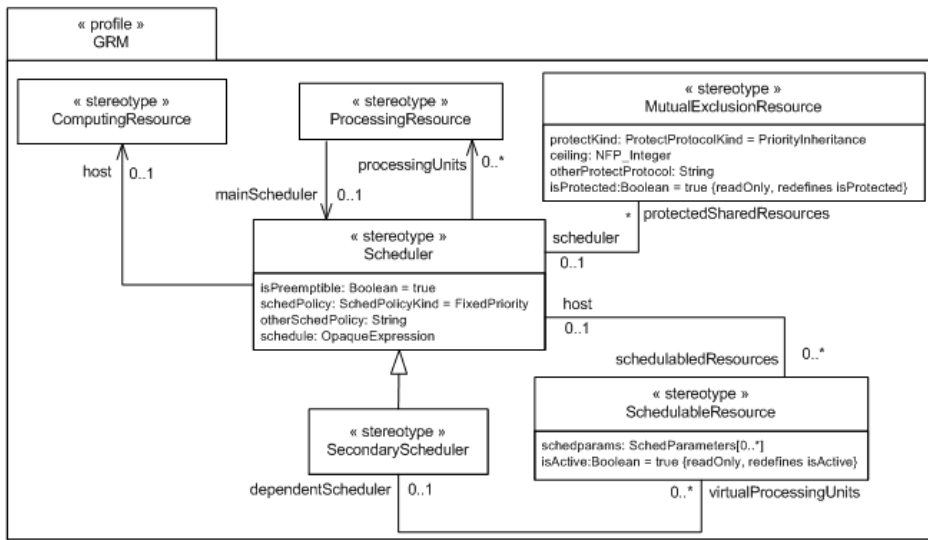 « profile »
GRM
« stereotype »
ComputingResource
« stereotype »
ProcessingResource
« stereotype »
MutualExclusionResource
protectKind: ProtectProtocolKind = PriorityInheritance
ceiling: NFP_Integer
otherProtectProtocol: String
isProtected:Boolean = true {readOnly, redefines isProtected}
host
0..1
processingUnits
0..*
mainScheduler
0..1
* protectedSharedResources
« stereotype »
Scheduler
isPreemptible: Boolean = true
schedPolicy: SchedPolicyKind = FixedPriority
otherSchedPolicy: String
schedule: OpaqueExpression
scheduler
0..1
host
0..1
schedulabledResources
0..*
« stereotype »
SchedulableResource
schedparams: SchedParameters[0..*]
isActive:Boolean = true {readOnly, redefines isActive}
« stereotype »
SecondaryScheduler
dependentScheduler
0..1
0..*
virtualProcessingUnits